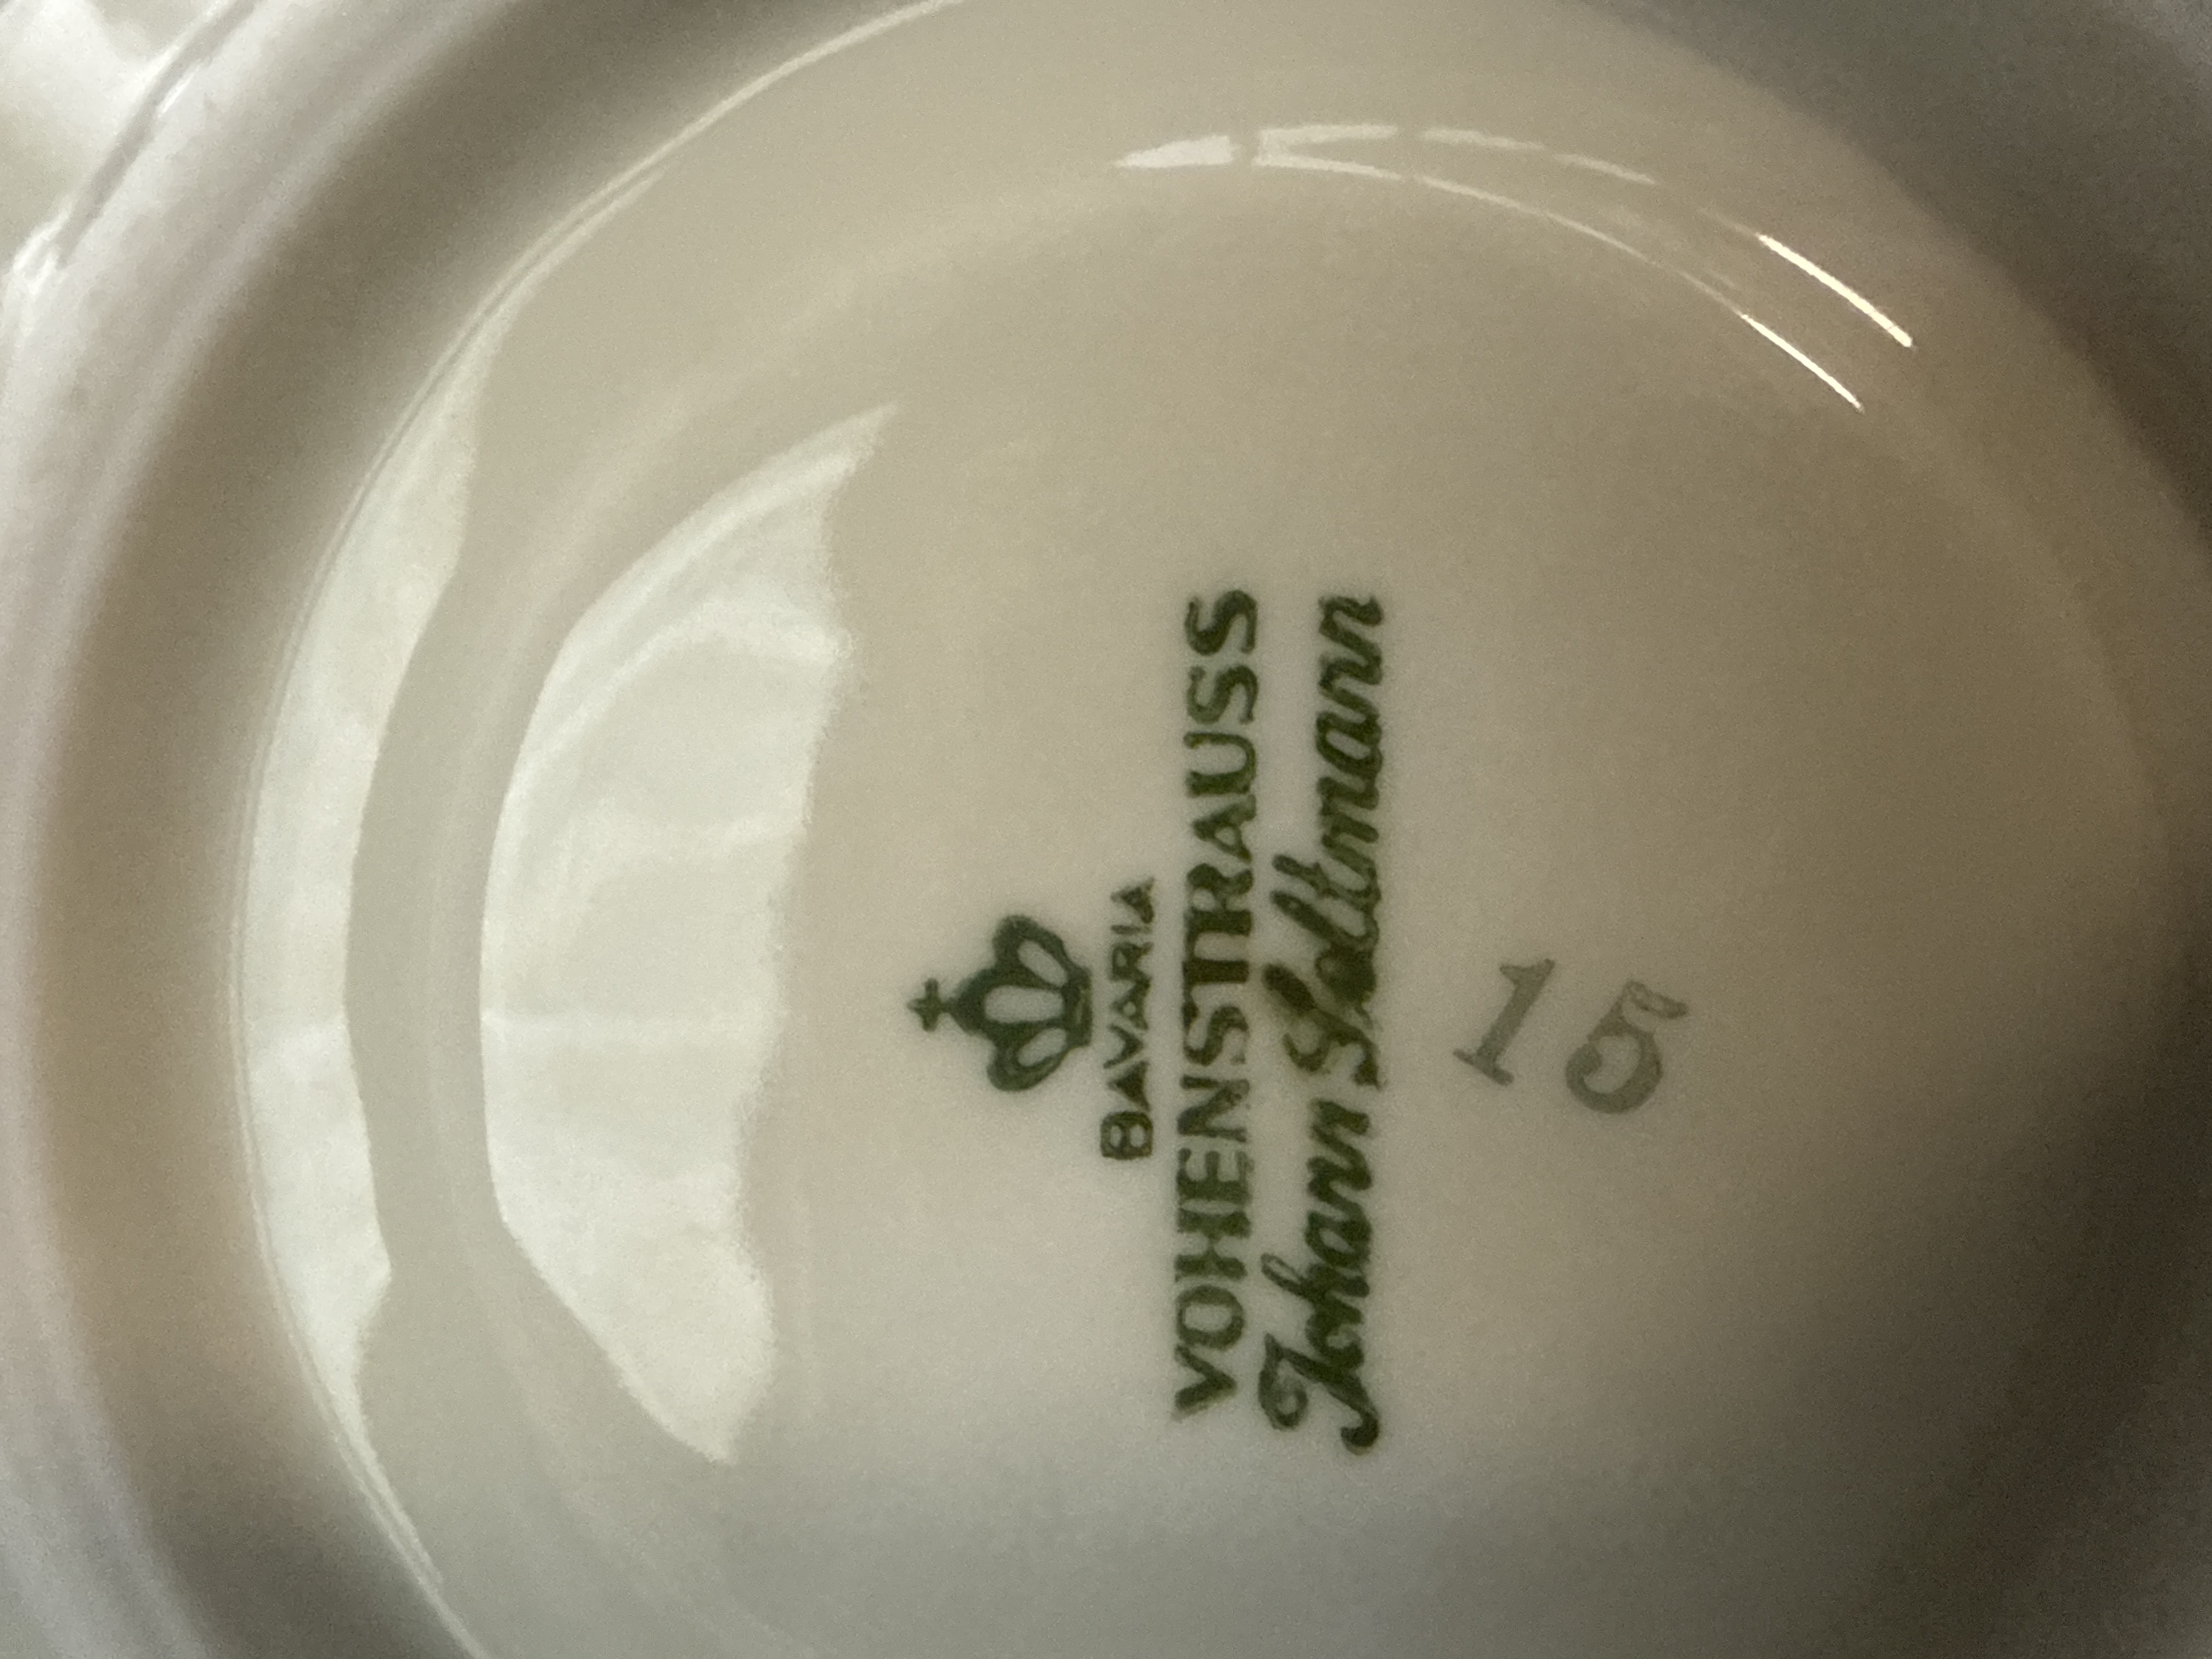 BAVARIA
VOHENSTRAUSS
Johann Seltmann
15